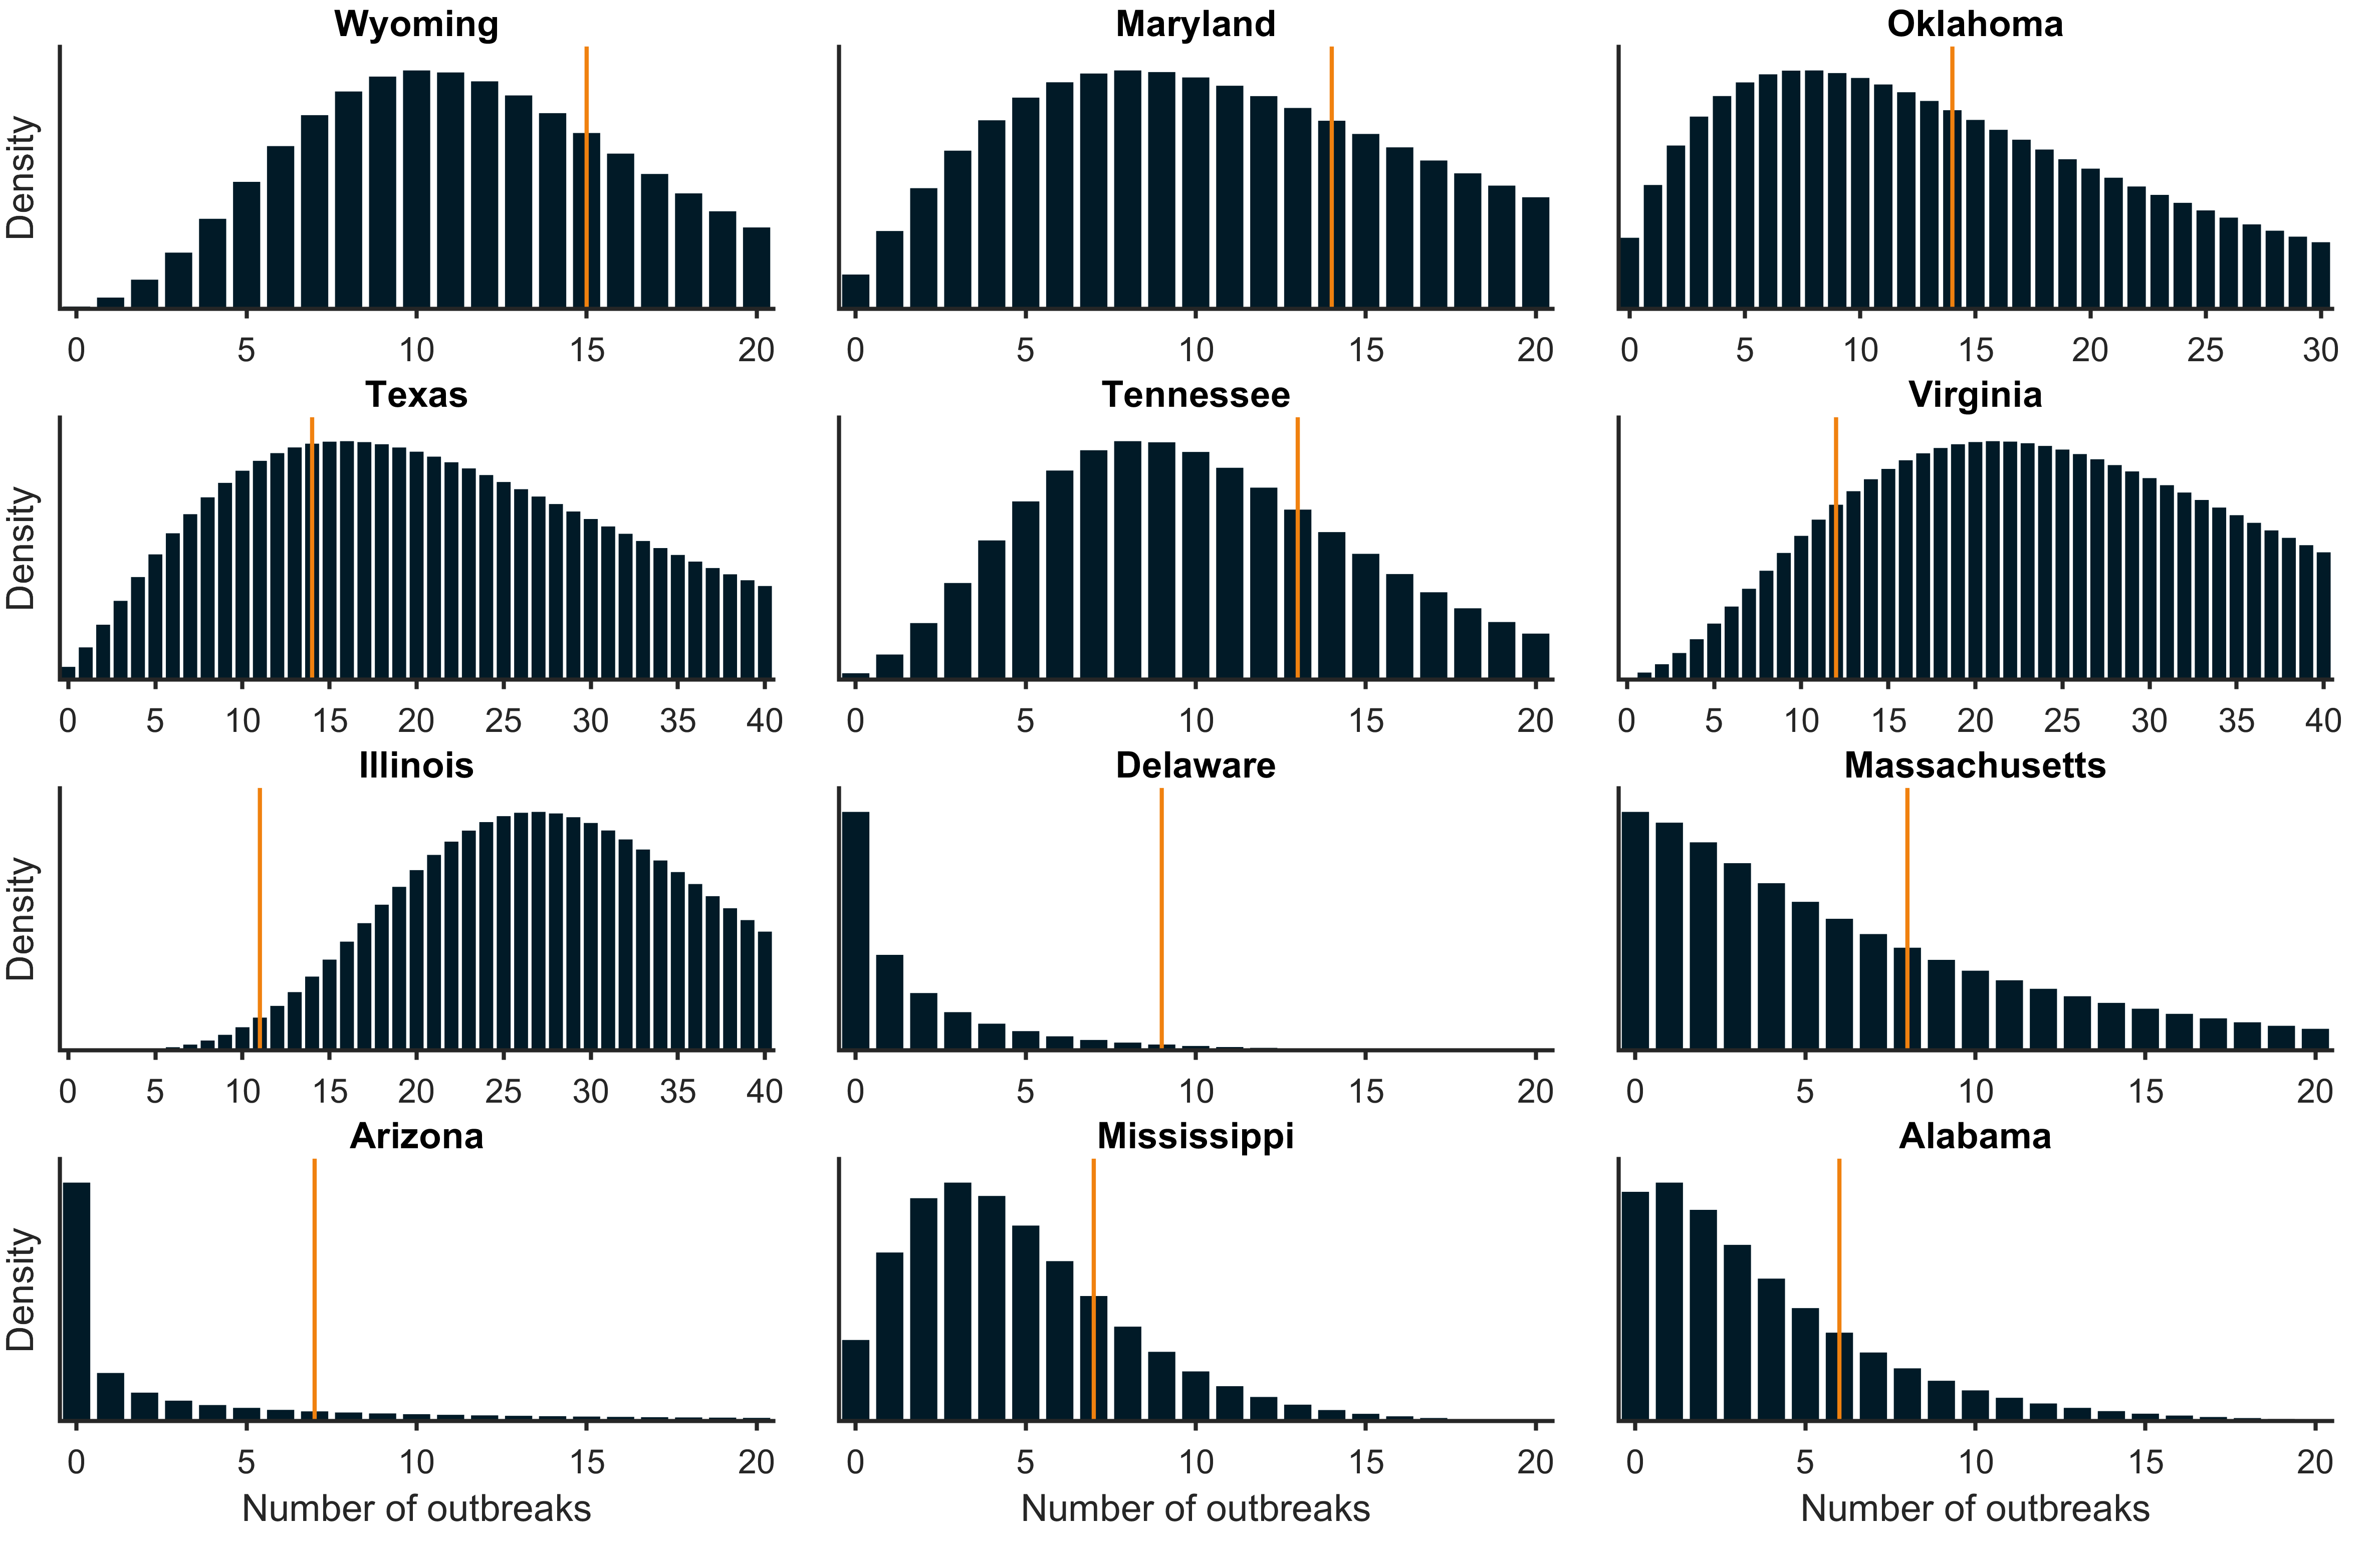 Wyoming Maryland Oklahoma
Density
0 5 10 15 20 0 5 10 15 20 0 5 10 15 20 25 30
Texas Tennessee Virginia
Density
0 5 10 15 20 25 30 35 40 0 5 10 15 20 0 5 10 15 20 25 30 35 40
Illinois Delaware Massachusetts
Density
0 5 10 15 20 25 30 35 40 0 5 10 15 20 0 5 10 15 20
Arizona Mississippi Alabama
Density
0 5 10 15 20 0 5 10 15 20 0 5 10 15 20
Number of outbreaks Number of outbreaks Number of outbreaks